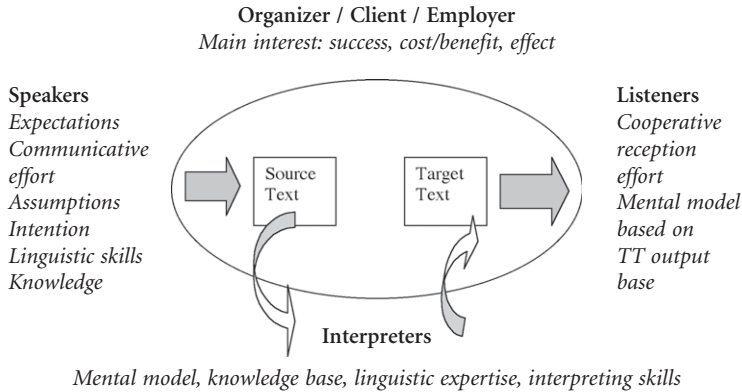 Organizer / Client / Employer
Main interest: success, cost/benefit, effect
Speakers
Expectations
Communicative
effort
Assumptions
Intention
Linguistic skills
Knowledge
Source
Text
Target
Text
Listeners
Cooperative
reception
effort
Mental model
based on
TT output
base
Interpreters
Mental model, knowledge base, linguistic expertise, interpreting skills